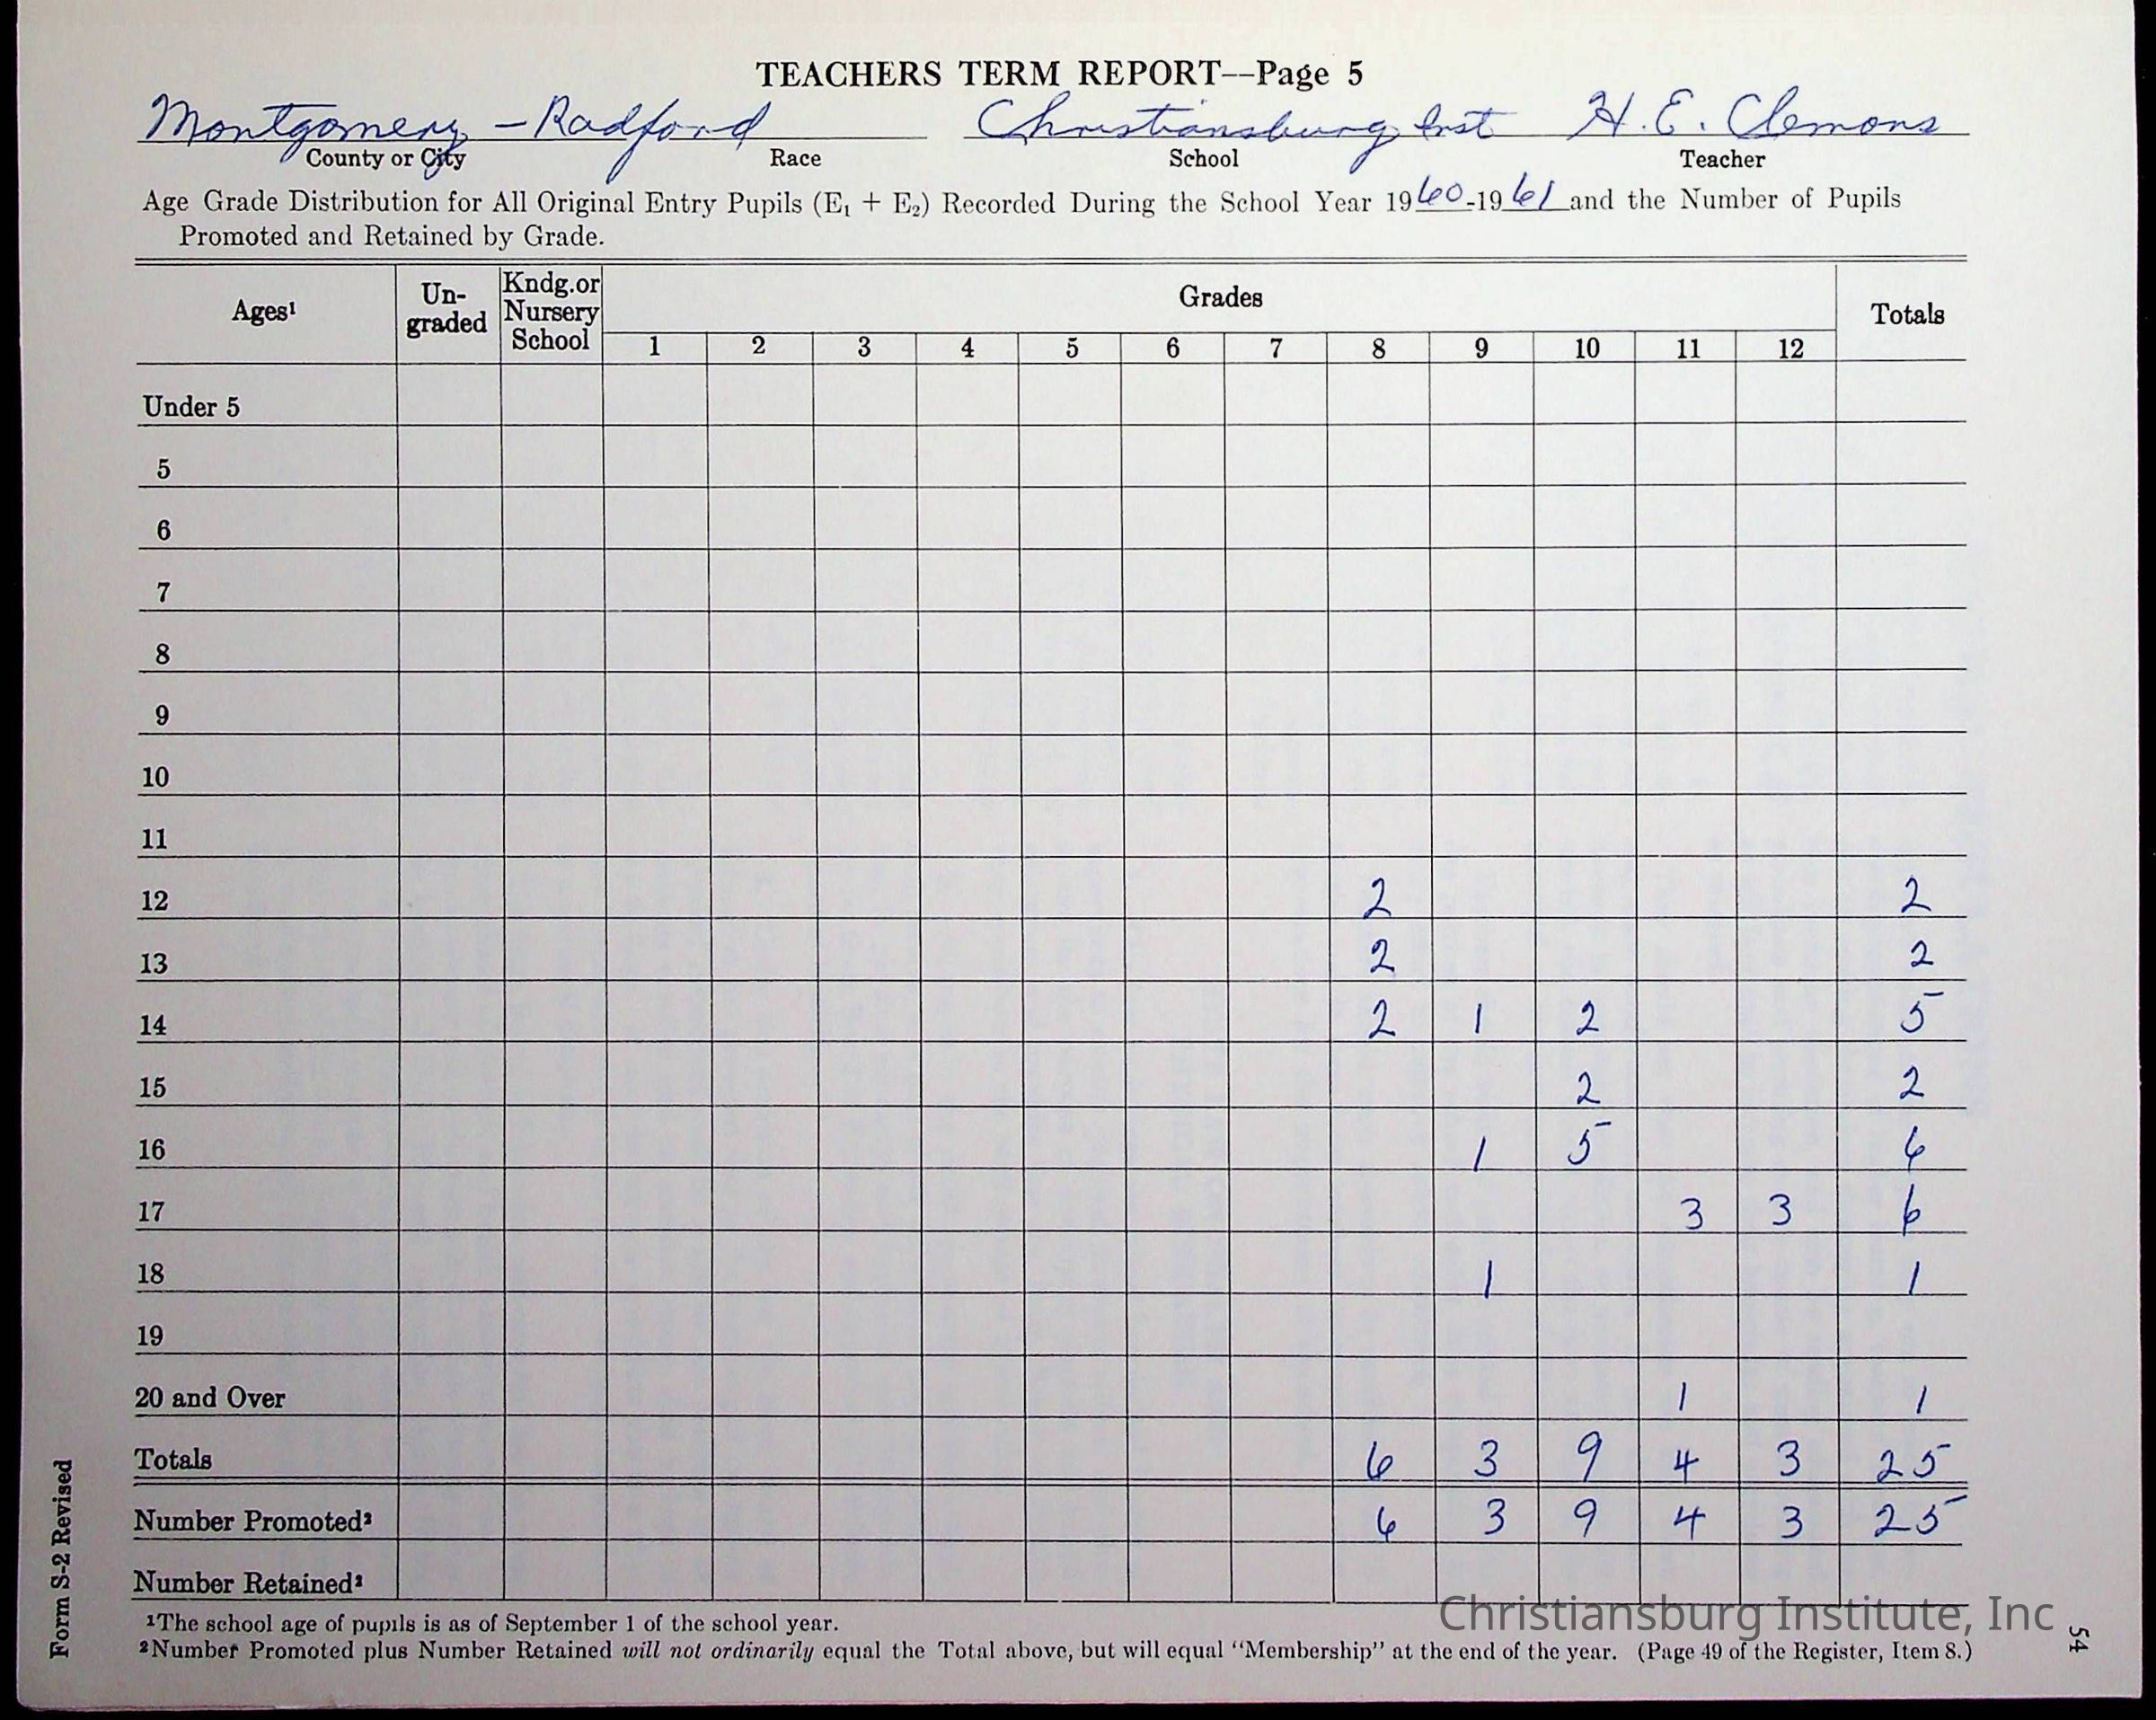 TEACHERS TERM REPORT—Page 5
Montgomery - Radford Christiansburg Inst H. E. Clemons
County or City Race School Teacher
Age Grade Distribution for All Original Entry Pupils (E₁ + E₂) Recorded During the School Year 1960-1961 and the Number of Pupils
Promoted and Retained by Grade.
Ages¹ Un-graded Kndg. or Nursery School Grades Totals
1 2 3 4 5 6 7 8 9 10 11 12
Under 5
5
6
7
8
9
10
11
12 2 2
13 2 2
14 2 1 2 5
15 2 2
16 1 5 6
17 3 3 6
18 1 1
19
20 and Over 1 1
Totals 6 3 9 4 3 25
Number Promoted² 6 3 9 4 3 25
Number Retained²
¹The school age of pupils is as of September 1 of the school year.
²Number Promoted plus Number Retained will not ordinarily equal the Total above, but will equal "Membership" at the end of the year. (Page 49 of the Register, Item 8.)
Form S-2 Revised
54
Christiansburg Institute, Inc